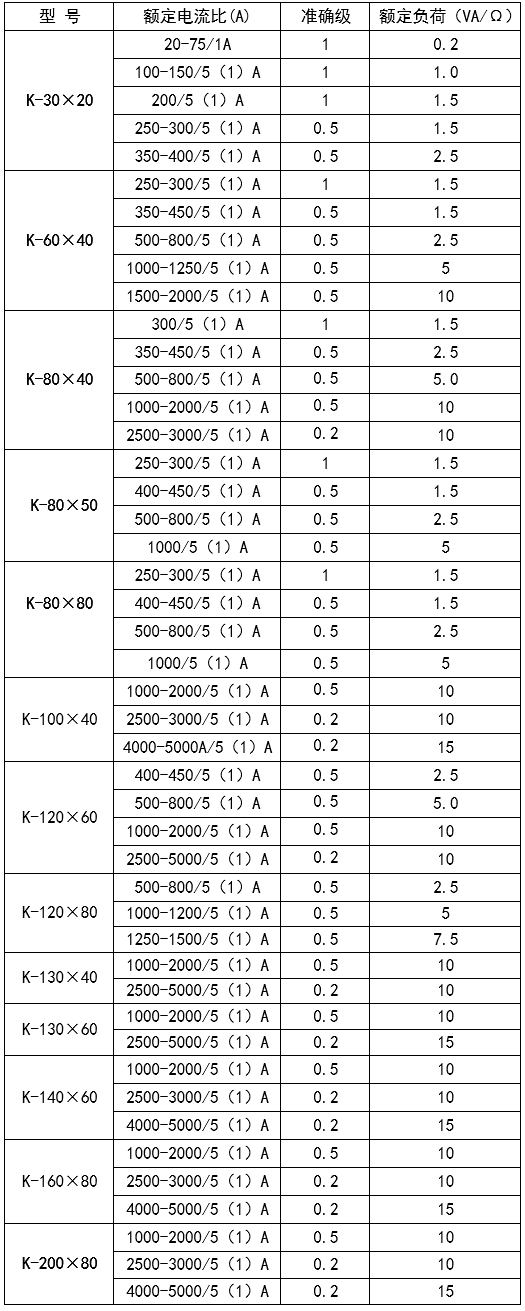 型 号 额定电流比(A) 准确级 额定负荷（VA/Ω）
K-30×20 20-75/1A 1 0.2
100-150/5（1）A 1 1.0
200/5（1）A 1 1.5
250-300/5（1）A 0.5 1.5
350-400/5（1）A 0.5 2.5
K-60×40 250-300/5（1）A 1 1.5
350-450/5（1）A 0.5 1.5
500-800/5（1）A 0.5 2.5
1000-1250/5（1）A 0.5 5
1500-2000/5（1）A 0.5 10
K-80×40 300/5（1）A 1 1.5
350-450/5（1）A 0.5 2.5
500-800/5（1）A 0.5 5.0
1000-2000/5（1）A 0.5 10
2500-3000/5（1）A 0.2 10
K-80×50 250-300/5（1）A 1 1.5
400-450/5（1）A 0.5 1.5
500-800/5（1）A 0.5 2.5
1000/5（1）A 0.5 5
K-80×80 250-300/5（1）A 1 1.5
400-450/5（1）A 0.5 1.5
500-800/5（1）A 0.5 2.5
1000/5（1）A 0.5 5
K-100×40 1000-2000/5（1）A 0.5 10
2500-3000/5（1）A 0.2 10
4000-5000A/5（1）A 0.2 15
K-120×60 400-450/5（1）A 0.5 2.5
500-800/5（1）A 0.5 5.0
1000-2000/5（1）A 0.5 10
2500-5000/5（1）A 0.2 10
K-120×80 500-800/5（1）A 0.5 2.5
1000-1200/5（1）A 0.5 5
1250-1500/5（1）A 0.5 7.5
K-130×40 1000-2000/5（1）A 0.5 10
2500-5000/5（1）A 0.2 10
K-130×60 1000-2000/5（1）A 0.5 10
2500-5000/5（1）A 0.2 15
K-140×60 1000-2000/5（1）A 0.5 10
2500-3000/5（1）A 0.2 10
4000-5000/5（1）A 0.2 15
K-160×80 1000-2000/5（1）A 0.5 10
2500-3000/5（1）A 0.2 10
4000-5000/5（1）A 0.2 15
K-200×80 1000-2000/5（1）A 0.5 10
2500-3000/5（1）A 0.2 10
4000-5000/5（1）A 0.2 15